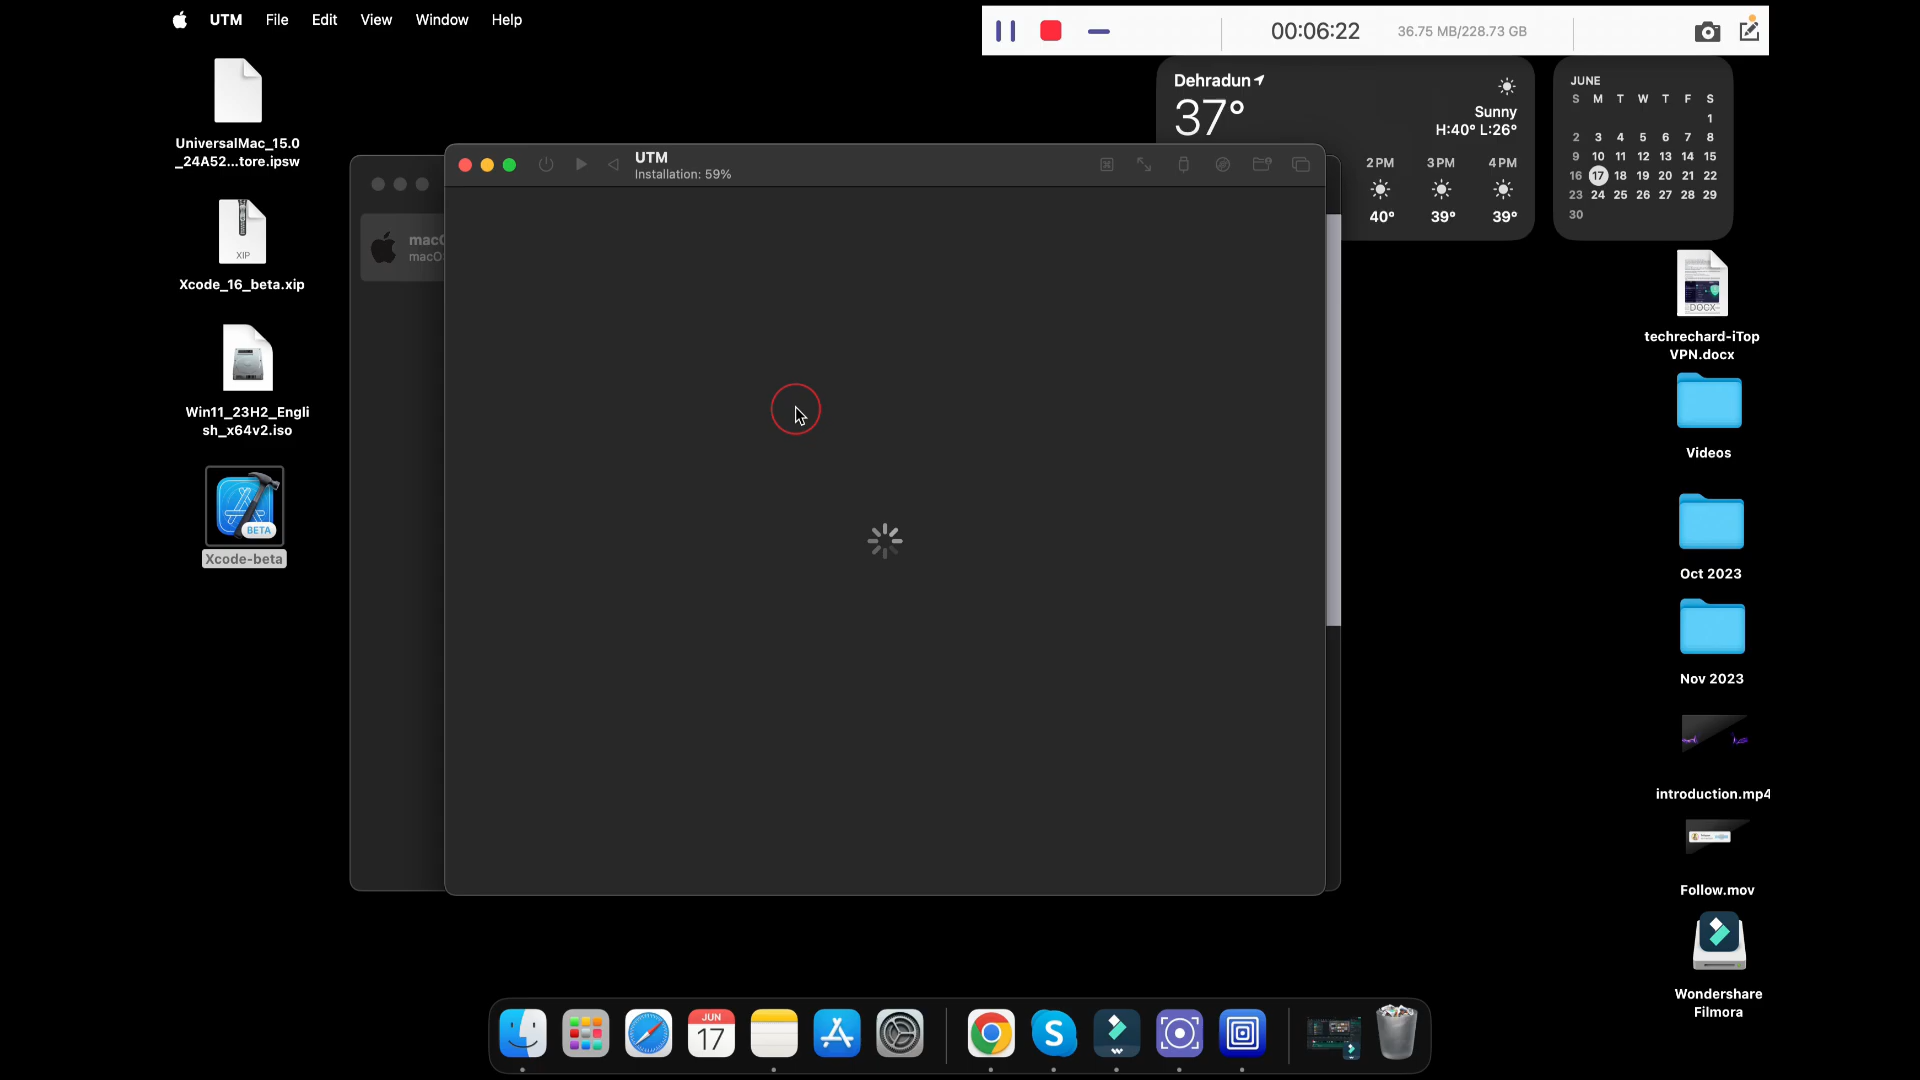 UTM File Edit View Window Help
00:06:22 36.75 MB/228.73 GB
UniversalMac_15.0
_24A52...tore.ipsw
XIP
Xcode_16_beta.xip
Win11_23H2_Engli
sh_x64v2.iso
BETA
Xcode-beta
macO
macO
UTM
Installation: 59%
Dehradun
37°
Sunny
H:40° L:26°
2 PM 3 PM 4 PM
40° 39° 39°
JUNE
S M T W T F S
1
2 3 4 5 6 7 8
9 10 11 12 13 14 15
16 17 18 19 20 21 22
23 24 25 26 27 28 29
30
DOCX
techrechard-iTop
VPN.docx
Videos
Oct 2023
Nov 2023
introduction.mp4
Follow.mov
Wondershare
Filmora
JUN
17